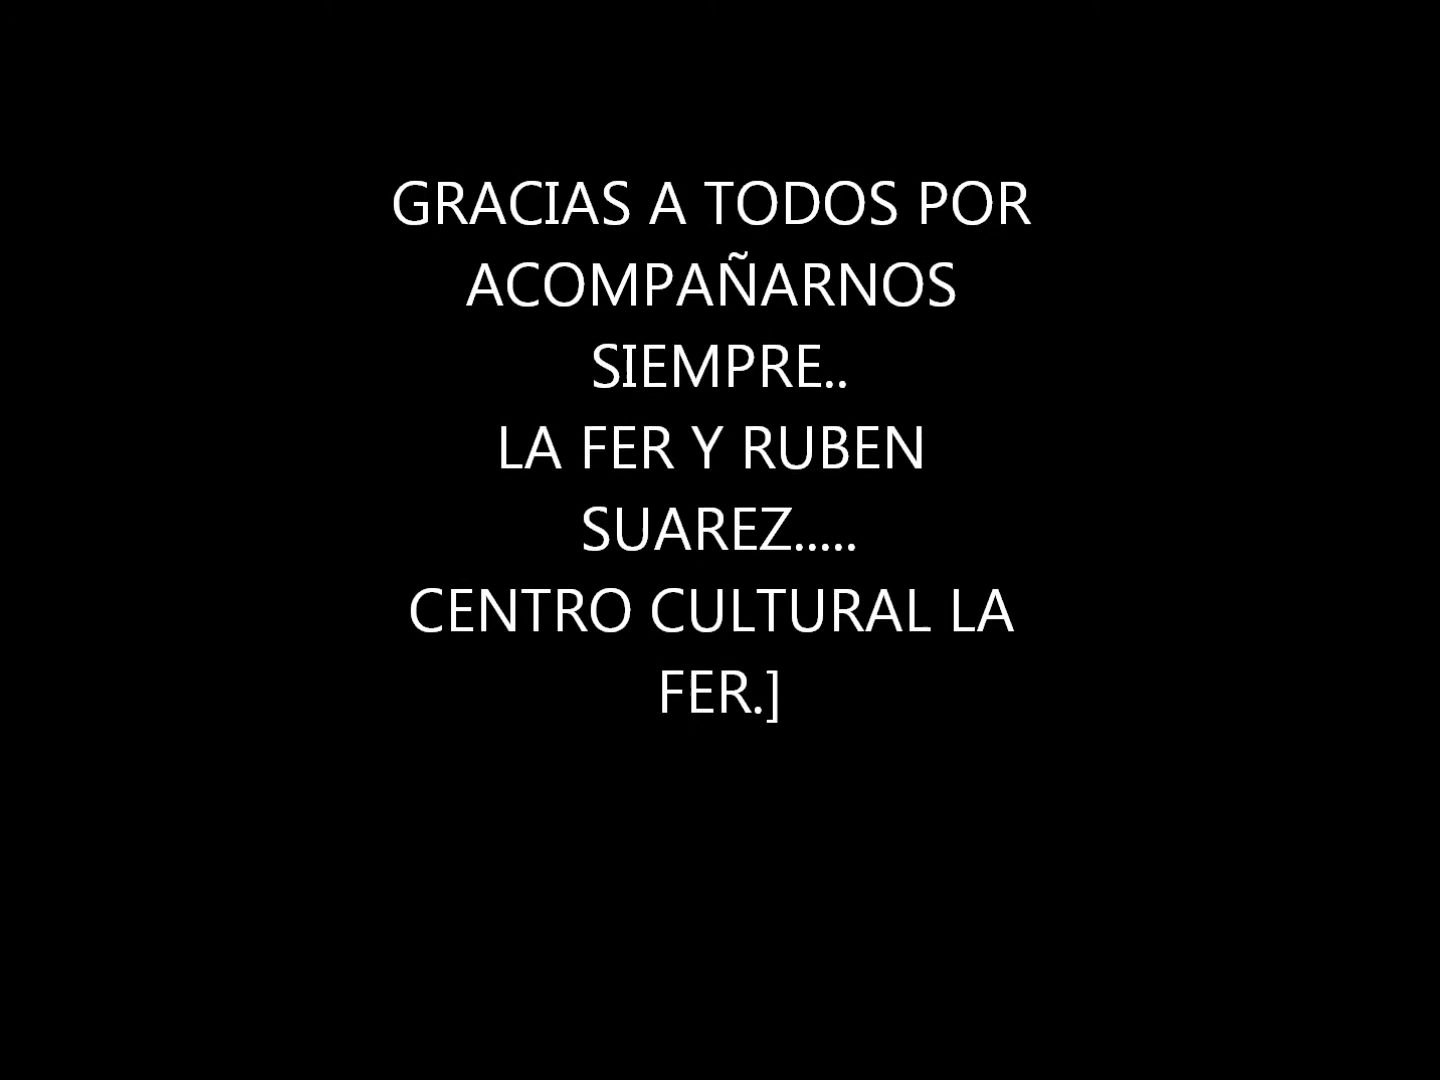 GRACIAS A TODOS POR
ACOMPAÑARNOS
SIEMPRE..
LA FER Y RUBEN
SUAREZ.....
CENTRO CULTURAL LA
FER.]